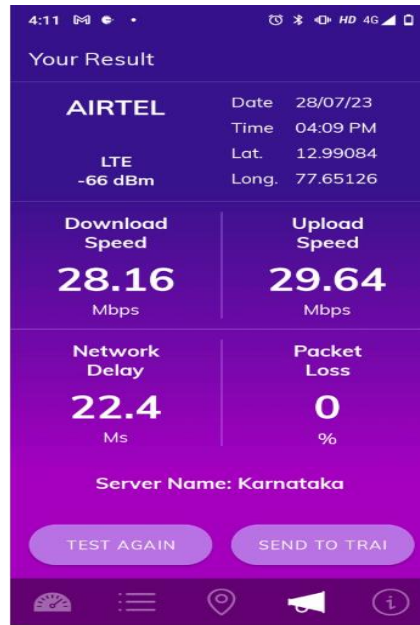 4:11 HD 4G
Your Result
AIRTEL
LTE
-66 dBm
Date 28/07/23
Time 04:09 PM
Lat. 12.99084
Long. 77.65126
Download
Speed
28.16
Mbps
Upload
Speed
29.64
Mbps
Network
Delay
22.4
Ms
Packet
Loss
0
%
Server Name: Karnataka
TEST AGAIN
SEND TO TRAI